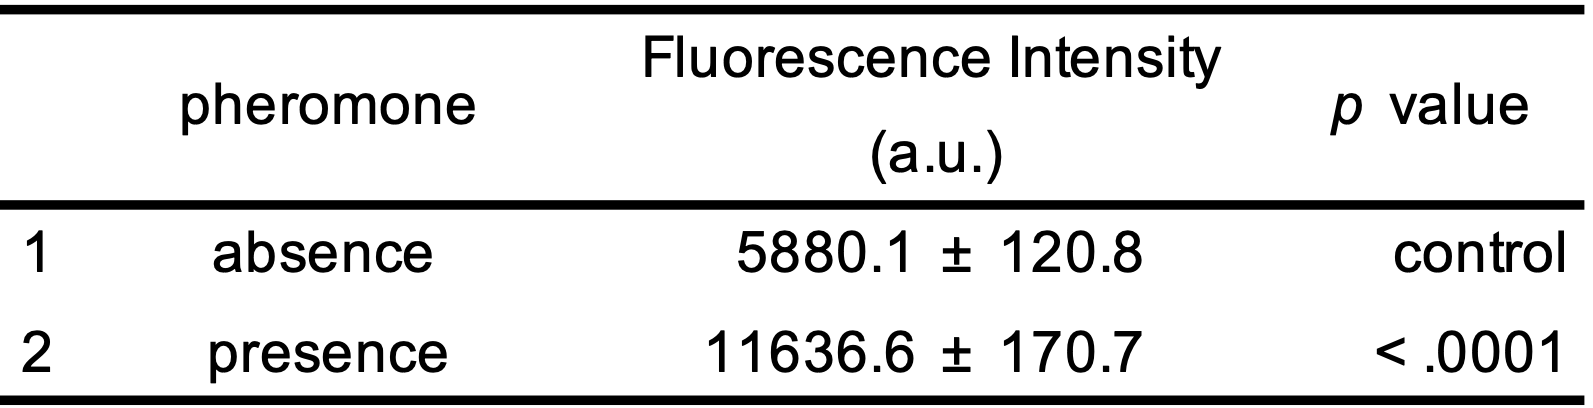 pheromone Fluorescence Intensity (a.u.) p value
1 absence 5880.1 ± 120.8 control
2 presence 11636.6 ± 170.7 < .0001